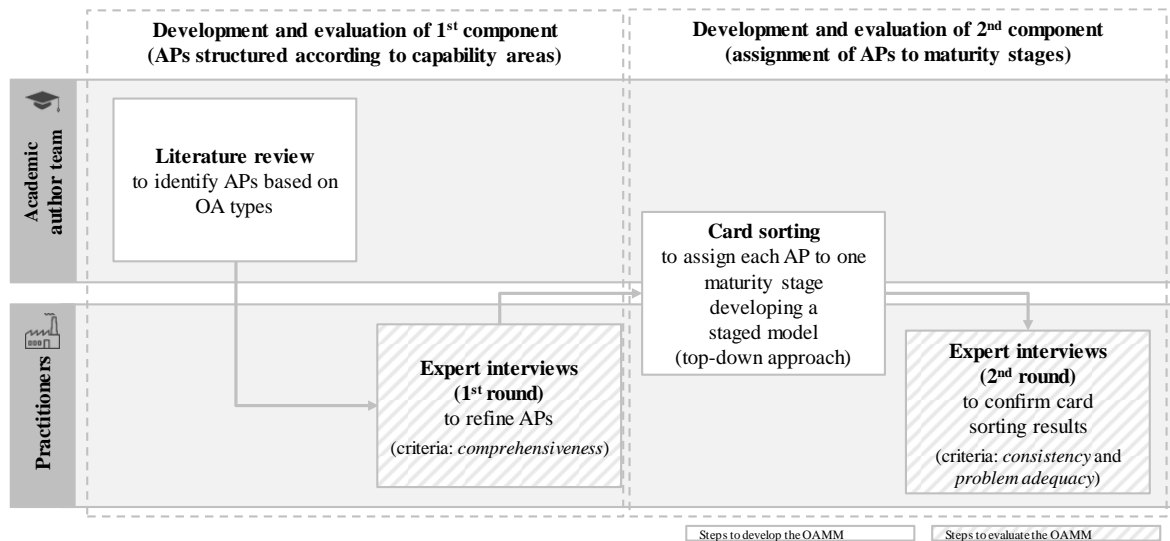 Development and evaluation of 1st component
(APs structured according to capability areas)
Development and evaluation of 2nd component
(assignment of APs to maturity stages)
Academic
author team
Literature review
to identify APs based on
OA types
Card sorting
to assign each AP to one
maturity stage
developing a
staged model
(top-down approach)
Practitioners
Expert interviews
(1st round)
to refine APs
(criteria: comprehensiveness)
Expert interviews
(2nd round)
to confirm card
sorting results
(criteria: consistency and
problem adequacy)
Steps to develop the OAMM
Steps to evaluate the OAMM